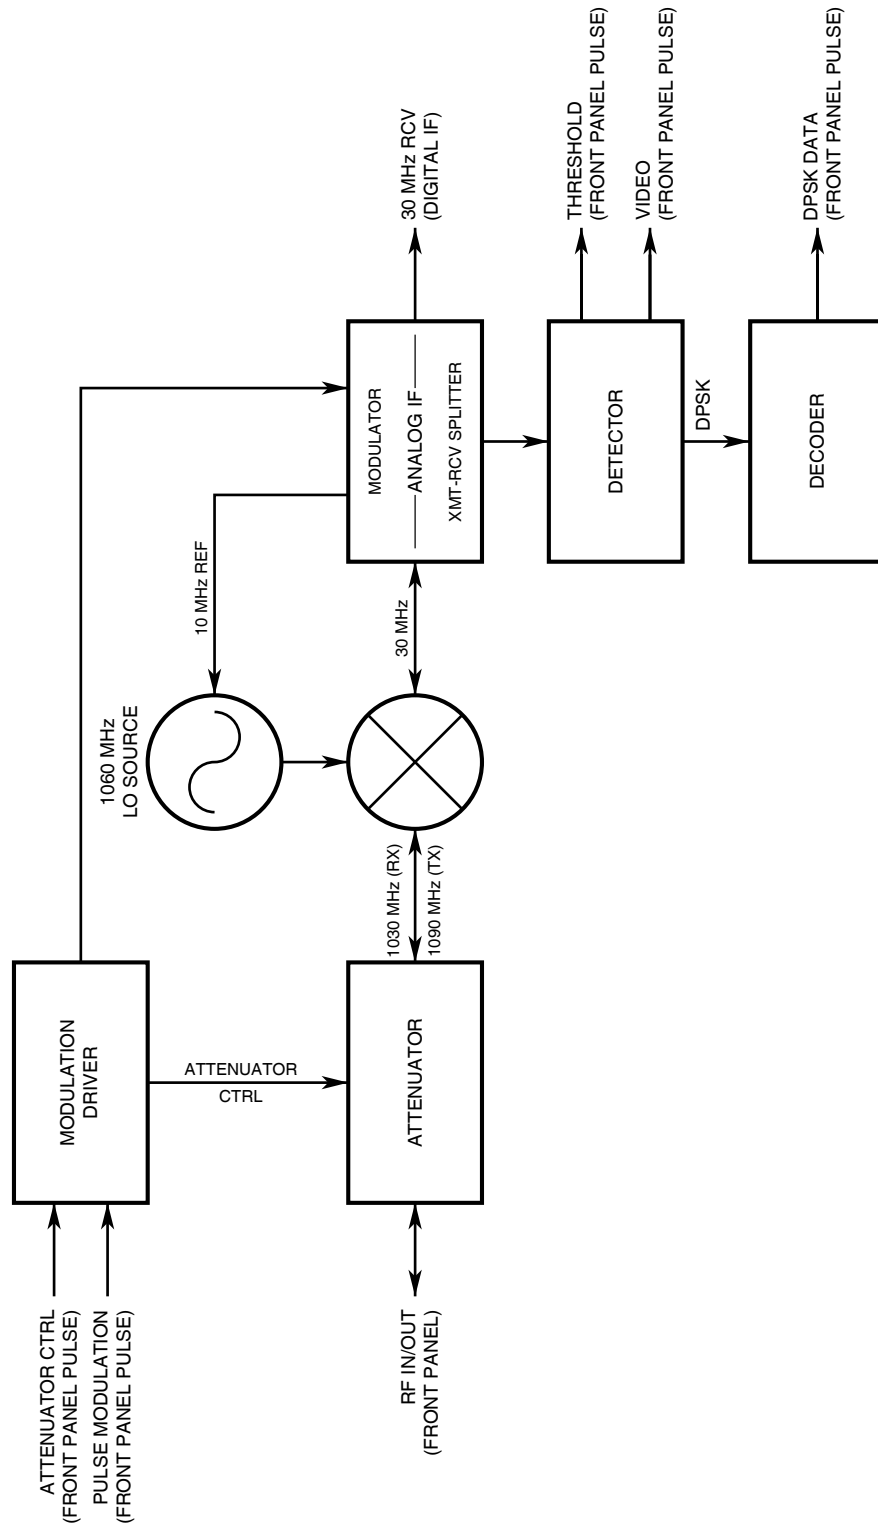 ATTENUATOR CTRL
(FRONT PANEL PULSE)
PULSE MODULATION
(FRONT PANEL PULSE)
MODULATION
DRIVER
ATTENUATOR
CTRL
RF IN/OUT
(FRONT PANEL)
ATTENUATOR
1030 MHz (RX)
1090 MHz (TX)
1060 MHz
LO SOURCE
10 MHz REF
30 MHz
MODULATOR
ANALOG IF
XMT-RCV SPLITTER
30 MHz RCV
(DIGITAL IF)
DETECTOR
THRESHOLD
(FRONT PANEL PULSE)
VIDEO
(FRONT PANEL PULSE)
DPSK
DECODER
DPSK DATA
(FRONT PANEL PULSE)